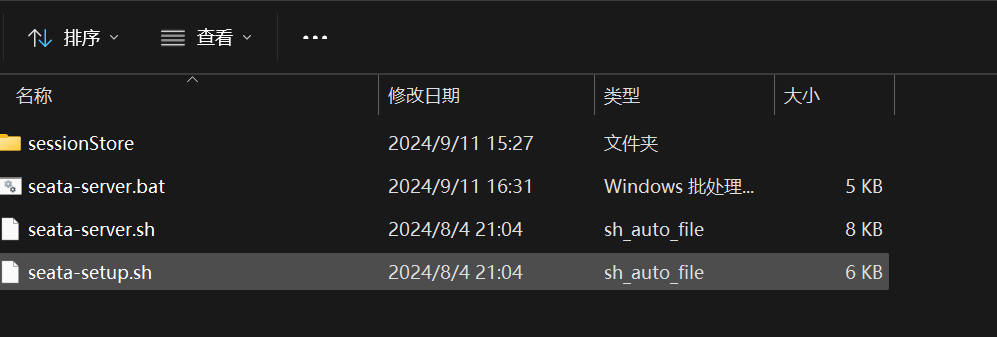 排序 查看
名称 修改日期 类型 大小
sessionStore 2024/9/11 15:27 文件夹
seata-server.bat 2024/9/11 16:31 Windows 批处理... 5 KB
seata-server.sh 2024/8/4 21:04 sh_auto_file 8 KB
seata-setup.sh 2024/8/4 21:04 sh_auto_file 6 KB